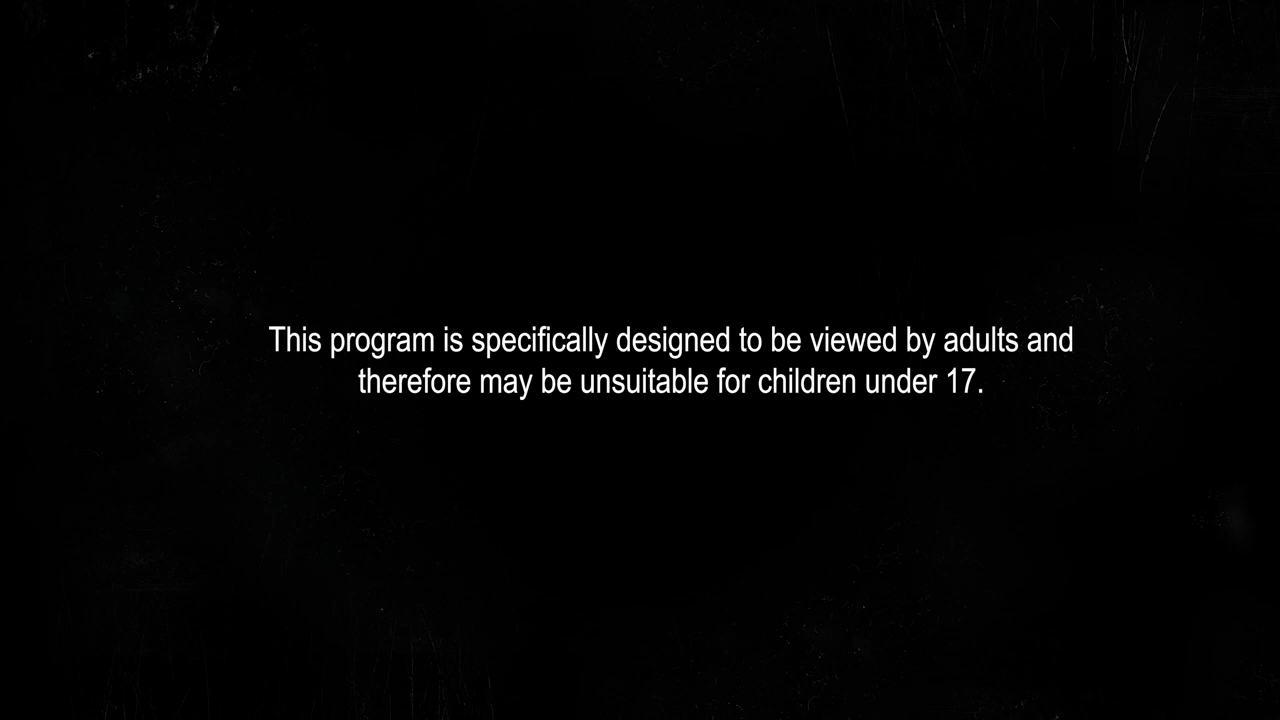 This program is specifically designed to be viewed by adults and
therefore may be unsuitable for children under 17.